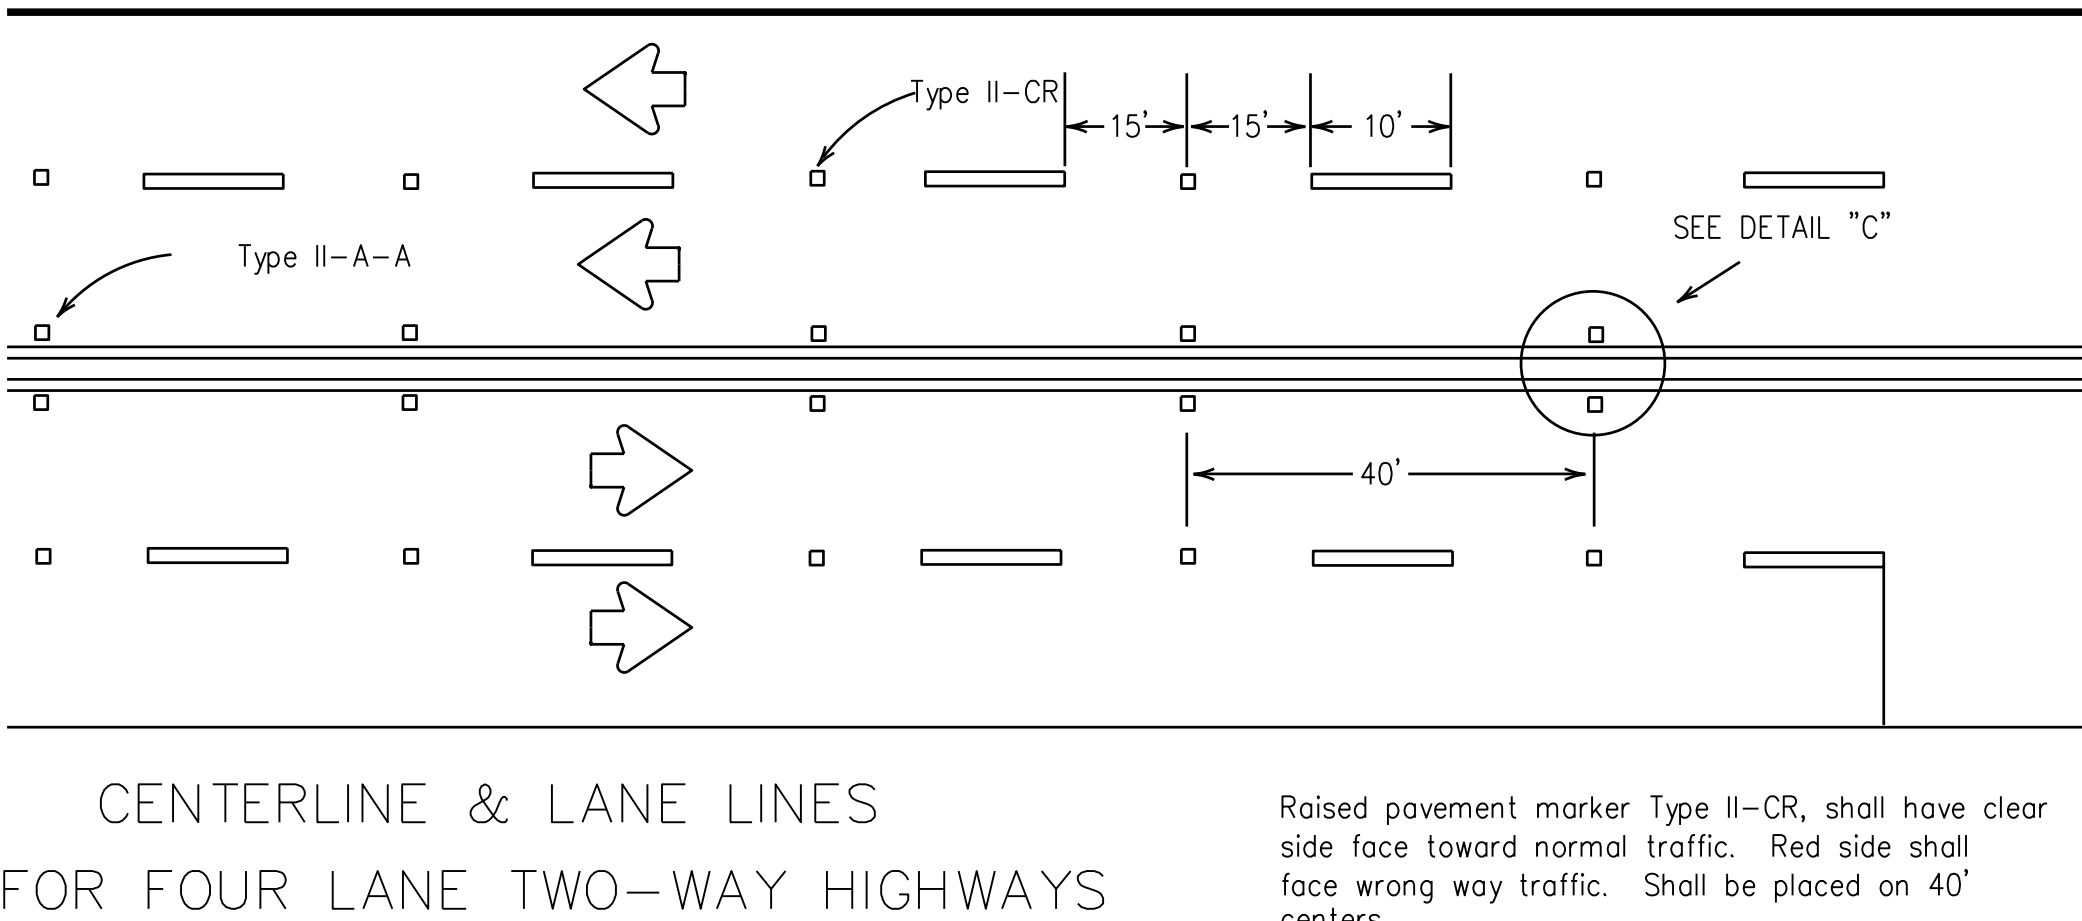 Type II-CR
15'
15'
10'
SEE DETAIL "C"
Type II-A-A
40'
CENTERLINE & LANE LINES
FOR FOUR LANE TWO-WAY HIGHWAYS
Raised pavement marker Type II-CR, shall have clear
side face toward normal traffic. Red side shall
face wrong way traffic. Shall be placed on 40'
centers